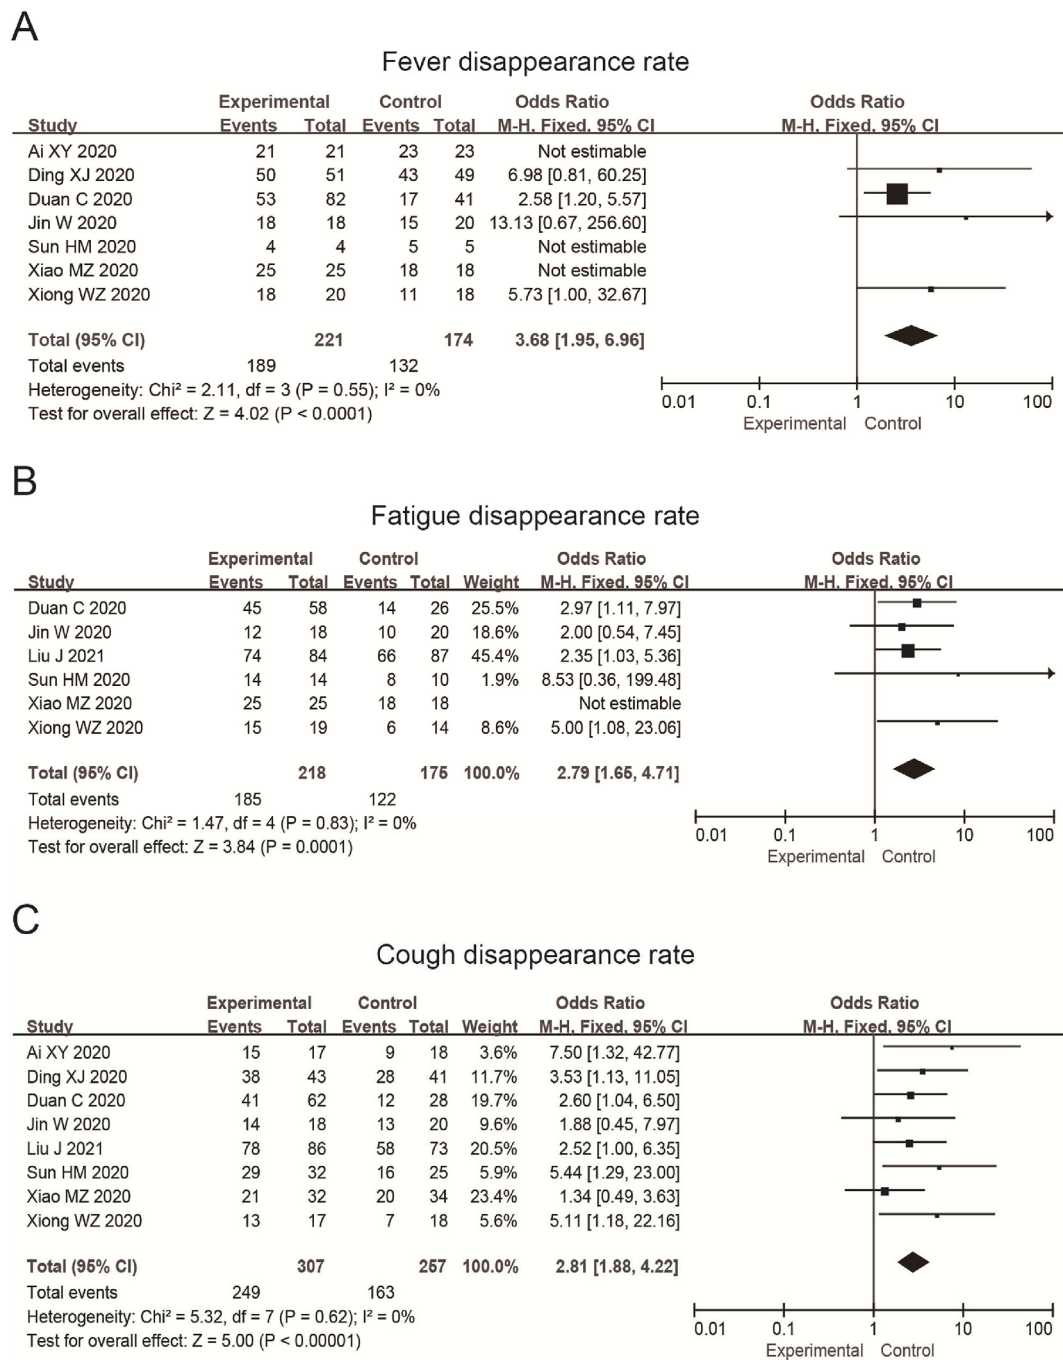 A
Fever disappearance rate
Experimental Control Odds Ratio Odds Ratio
Study Events Total Events Total M-H, Fixed, 95% CI M-H, Fixed, 95% CI
Ai XY 2020 21 21 23 23 Not estimable
Ding XJ 2020 50 51 43 49 6.98 [0.81, 60.25]
Duan C 2020 53 82 17 41 2.58 [1.20, 5.57]
Jin W 2020 18 18 15 20 13.13 [0.67, 256.60]
Sun HM 2020 4 4 5 5 Not estimable
Xiao MZ 2020 25 25 18 18 Not estimable
Xiong WZ 2020 18 20 11 18 5.73 [1.00, 32.67]
Total (95% CI) 221 174 3.68 [1.95, 6.96]
Total events 189 132
Heterogeneity: Chi² = 2.11, df = 3 (P = 0.55); I² = 0%
Test for overall effect: Z = 4.02 (P < 0.0001)
0.01 0.1 1 10 100
Experimental Control
B
Fatigue disappearance rate
Experimental Control Odds Ratio Odds Ratio
Study Events Total Events Total Weight M-H, Fixed, 95% CI M-H, Fixed, 95% CI
Duan C 2020 45 58 14 26 25.5% 2.97 [1.11, 7.97]
Jin W 2020 12 18 10 20 18.6% 2.00 [0.54, 7.45]
Liu J 2021 74 84 66 87 45.4% 2.35 [1.03, 5.36]
Sun HM 2020 14 14 8 10 1.9% 8.53 [0.36, 199.48]
Xiao MZ 2020 25 25 18 18 Not estimable
Xiong WZ 2020 15 19 6 14 8.6% 5.00 [1.08, 23.06]
Total (95% CI) 218 175 100.0% 2.79 [1.65, 4.71]
Total events 185 122
Heterogeneity: Chi² = 1.47, df = 4 (P = 0.83); I² = 0%
Test for overall effect: Z = 3.84 (P = 0.0001)
0.01 0.1 1 10 100
Experimental Control
C
Cough disappearance rate
Experimental Control Odds Ratio Odds Ratio
Study Events Total Events Total Weight M-H, Fixed, 95% CI M-H, Fixed, 95% CI
Ai XY 2020 15 17 9 18 3.6% 7.50 [1.32, 42.77]
Ding XJ 2020 38 43 28 41 11.7% 3.53 [1.13, 11.05]
Duan C 2020 41 62 12 28 19.7% 2.60 [1.04, 6.50]
Jin W 2020 14 18 13 20 9.6% 1.88 [0.45, 7.97]
Liu J 2021 78 86 58 73 20.5% 2.52 [1.00, 6.35]
Sun HM 2020 29 32 16 25 5.9% 5.44 [1.29, 23.00]
Xiao MZ 2020 21 32 20 34 23.4% 1.34 [0.49, 3.63]
Xiong WZ 2020 13 17 7 18 5.6% 5.11 [1.18, 22.16]
Total (95% CI) 307 257 100.0% 2.81 [1.88, 4.22]
Total events 249 163
Heterogeneity: Chi² = 5.32, df = 7 (P = 0.62); I² = 0%
Test for overall effect: Z = 5.00 (P < 0.00001)
0.01 0.1 1 10 100
Experimental Control